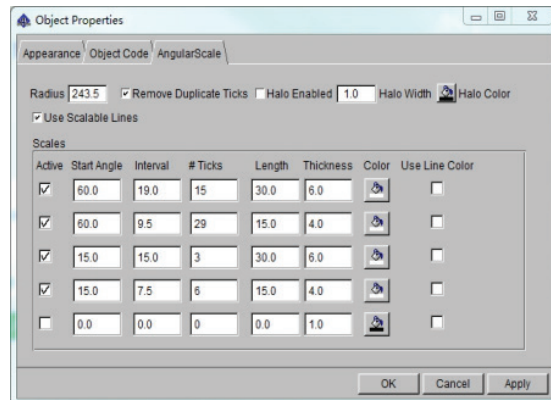 Object Properties
Appearance Object Code AngularScale
Radius 243.5 Remove Duplicate Ticks Halo Enabled 1.0 Halo Width Halo Color
Use Scalable Lines
Scales
Active Start Angle Interval # Ticks Length Thickness Color Use Line Color
60.0 19.0 15 30.0 6.0
60.0 9.5 29 15.0 4.0
15.0 15.0 3 30.0 6.0
15.0 7.5 6 15.0 4.0
0.0 0.0 0 0.0 1.0
OK Cancel Apply